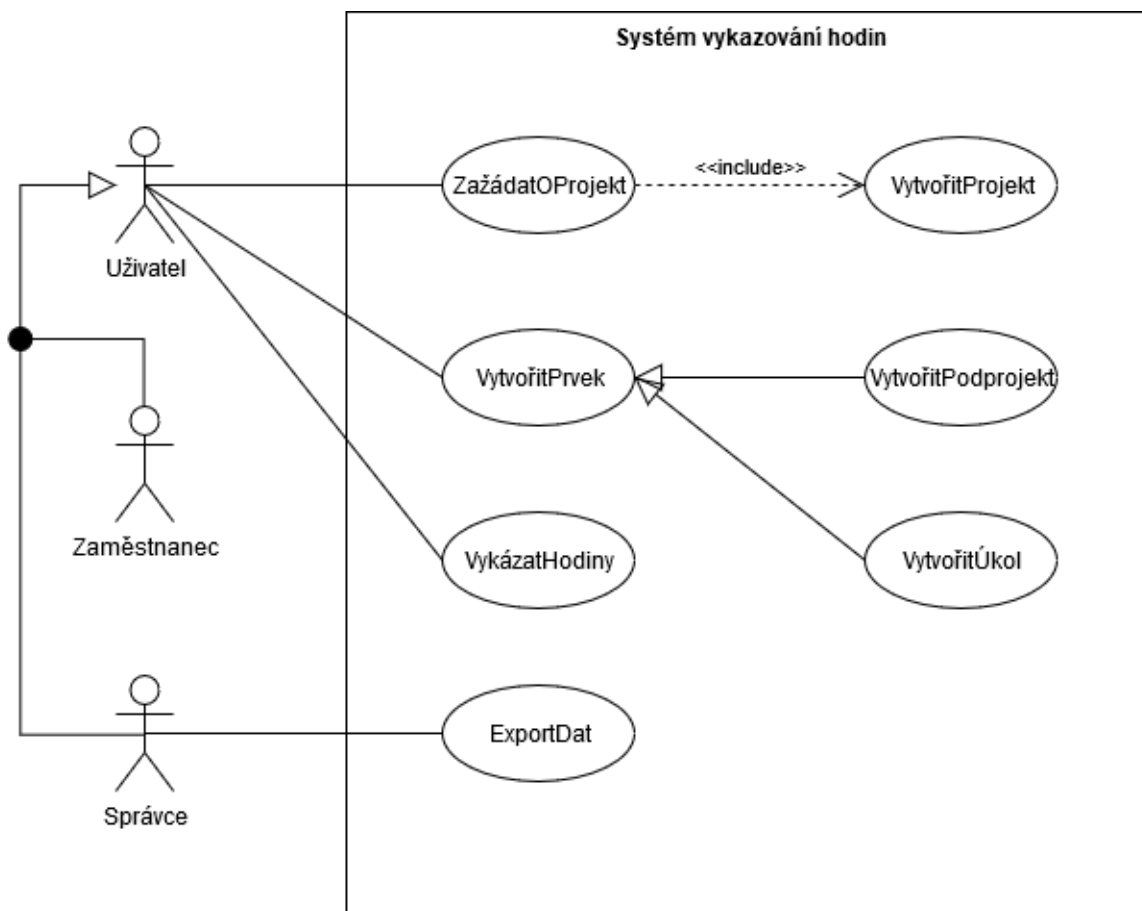 Systém vykazování hodin
ZažádatOProjekt
<<include>>
VytvořitProjekt
Uživatel
VytvořitPrvek
VytvořitPodprojekt
Zaměstnanec
VykázatHodiny
VytvořitÚkol
ExportDat
Správce